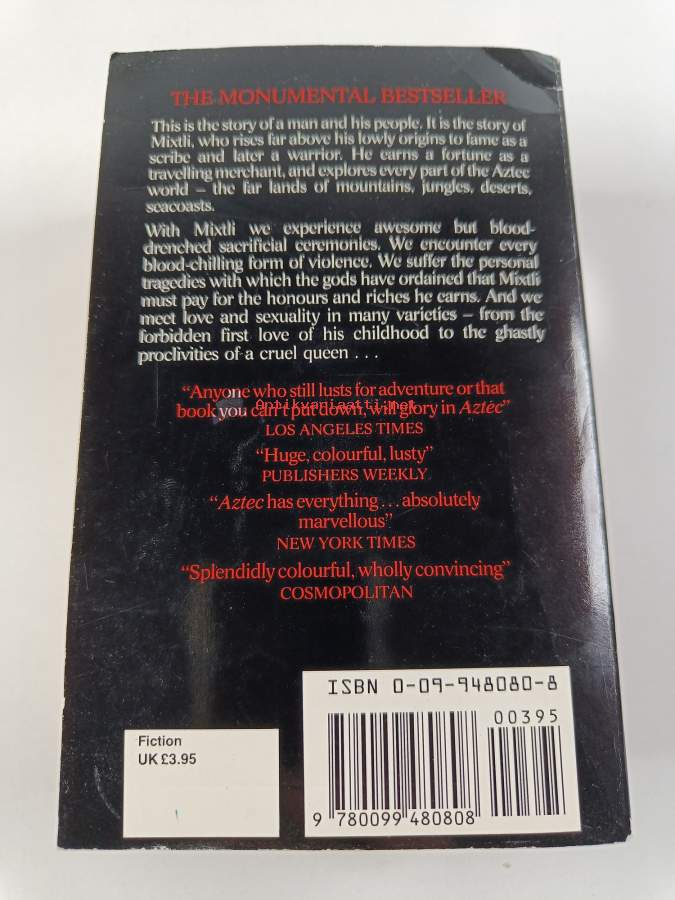 THE MONUMENTAL BESTSELLER
This is the story of a man and his people. It is the story of
Mixtli, who rises far above his lowly origins to fame as a
scribe and later a warrior. He earns a fortune as a
travelling merchant, and explores every part of the Aztec
world – the far lands of mountains, jungles, deserts,
seacoasts.
With Mixtli we experience awesome but blood-
drenched sacrificial ceremonies. We encounter every
blood-chilling form of violence. We suffer the personal
tragedies with which the gods have ordained that Mixtli
must pay for the honours and riches he earns. And we
meet love and sexuality in many varieties – from the
forbidden first love of his childhood to the ghastly
proclivities of a cruel queen . . .
“Anyone who still lusts for adventure or that
book you can't put down, will glory in Aztec”
LOS ANGELES TIMES
“Huge, colourful, lusty”
PUBLISHERS WEEKLY
“Aztec has everything . . . absolutely
marvellous”
NEW YORK TIMES
“Splendidly colourful, wholly convincing”
COSMOPOLITAN
ISBN 0-09-948080-8
00395
Fiction
UK £3.95
9 780099 480808